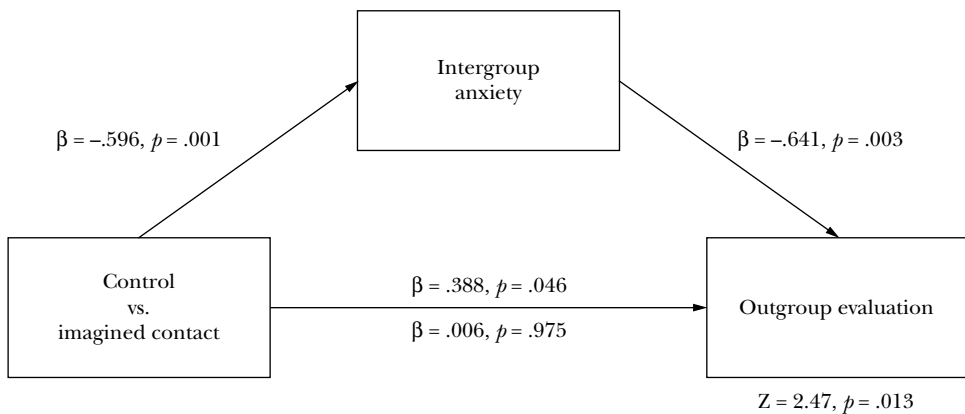 Intergroup
anxiety
β = –.596, p = .001
β = –.641, p = .003
Control
vs.
imagined contact
β = .388, p = .046
β = .006, p = .975
Outgroup evaluation
Z = 2.47, p = .013